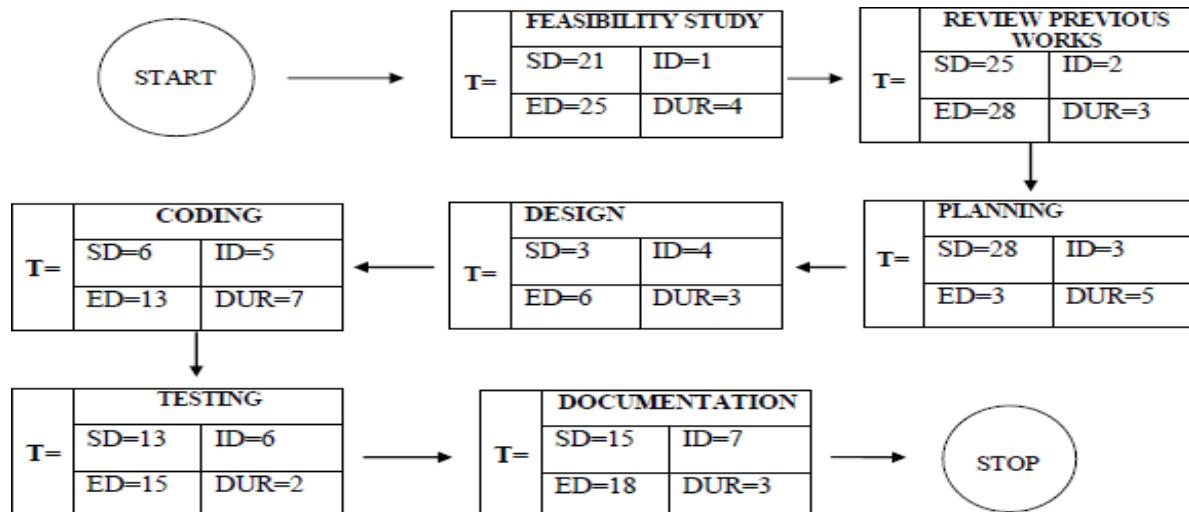 START
T=
FEASIBILITY STUDY
SD=21 ID=1
ED=25 DUR=4
T=
REVIEW PREVIOUS
WORKS
SD=25 ID=2
ED=28 DUR=3
T=
CODING
SD=6 ID=5
ED=13 DUR=7
T=
DESIGN
SD=3 ID=4
ED=6 DUR=3
T=
PLANNING
SD=28 ID=3
ED=3 DUR=5
T=
TESTING
SD=13 ID=6
ED=15 DUR=2
T=
DOCUMENTATION
SD=15 ID=7
ED=18 DUR=3
STOP